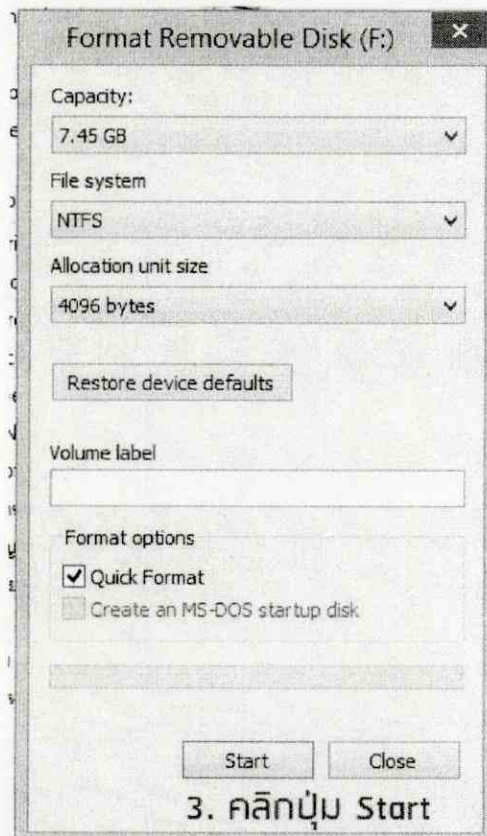 Format Removable Disk (F:)
Capacity:
7.45 GB
File system
NTFS
Allocation unit size
4096 bytes
Restore device defaults
Volume label
Format options
Quick Format
Create an MS-DOS startup disk
Start Close
3. คลิกปุ่ม Start